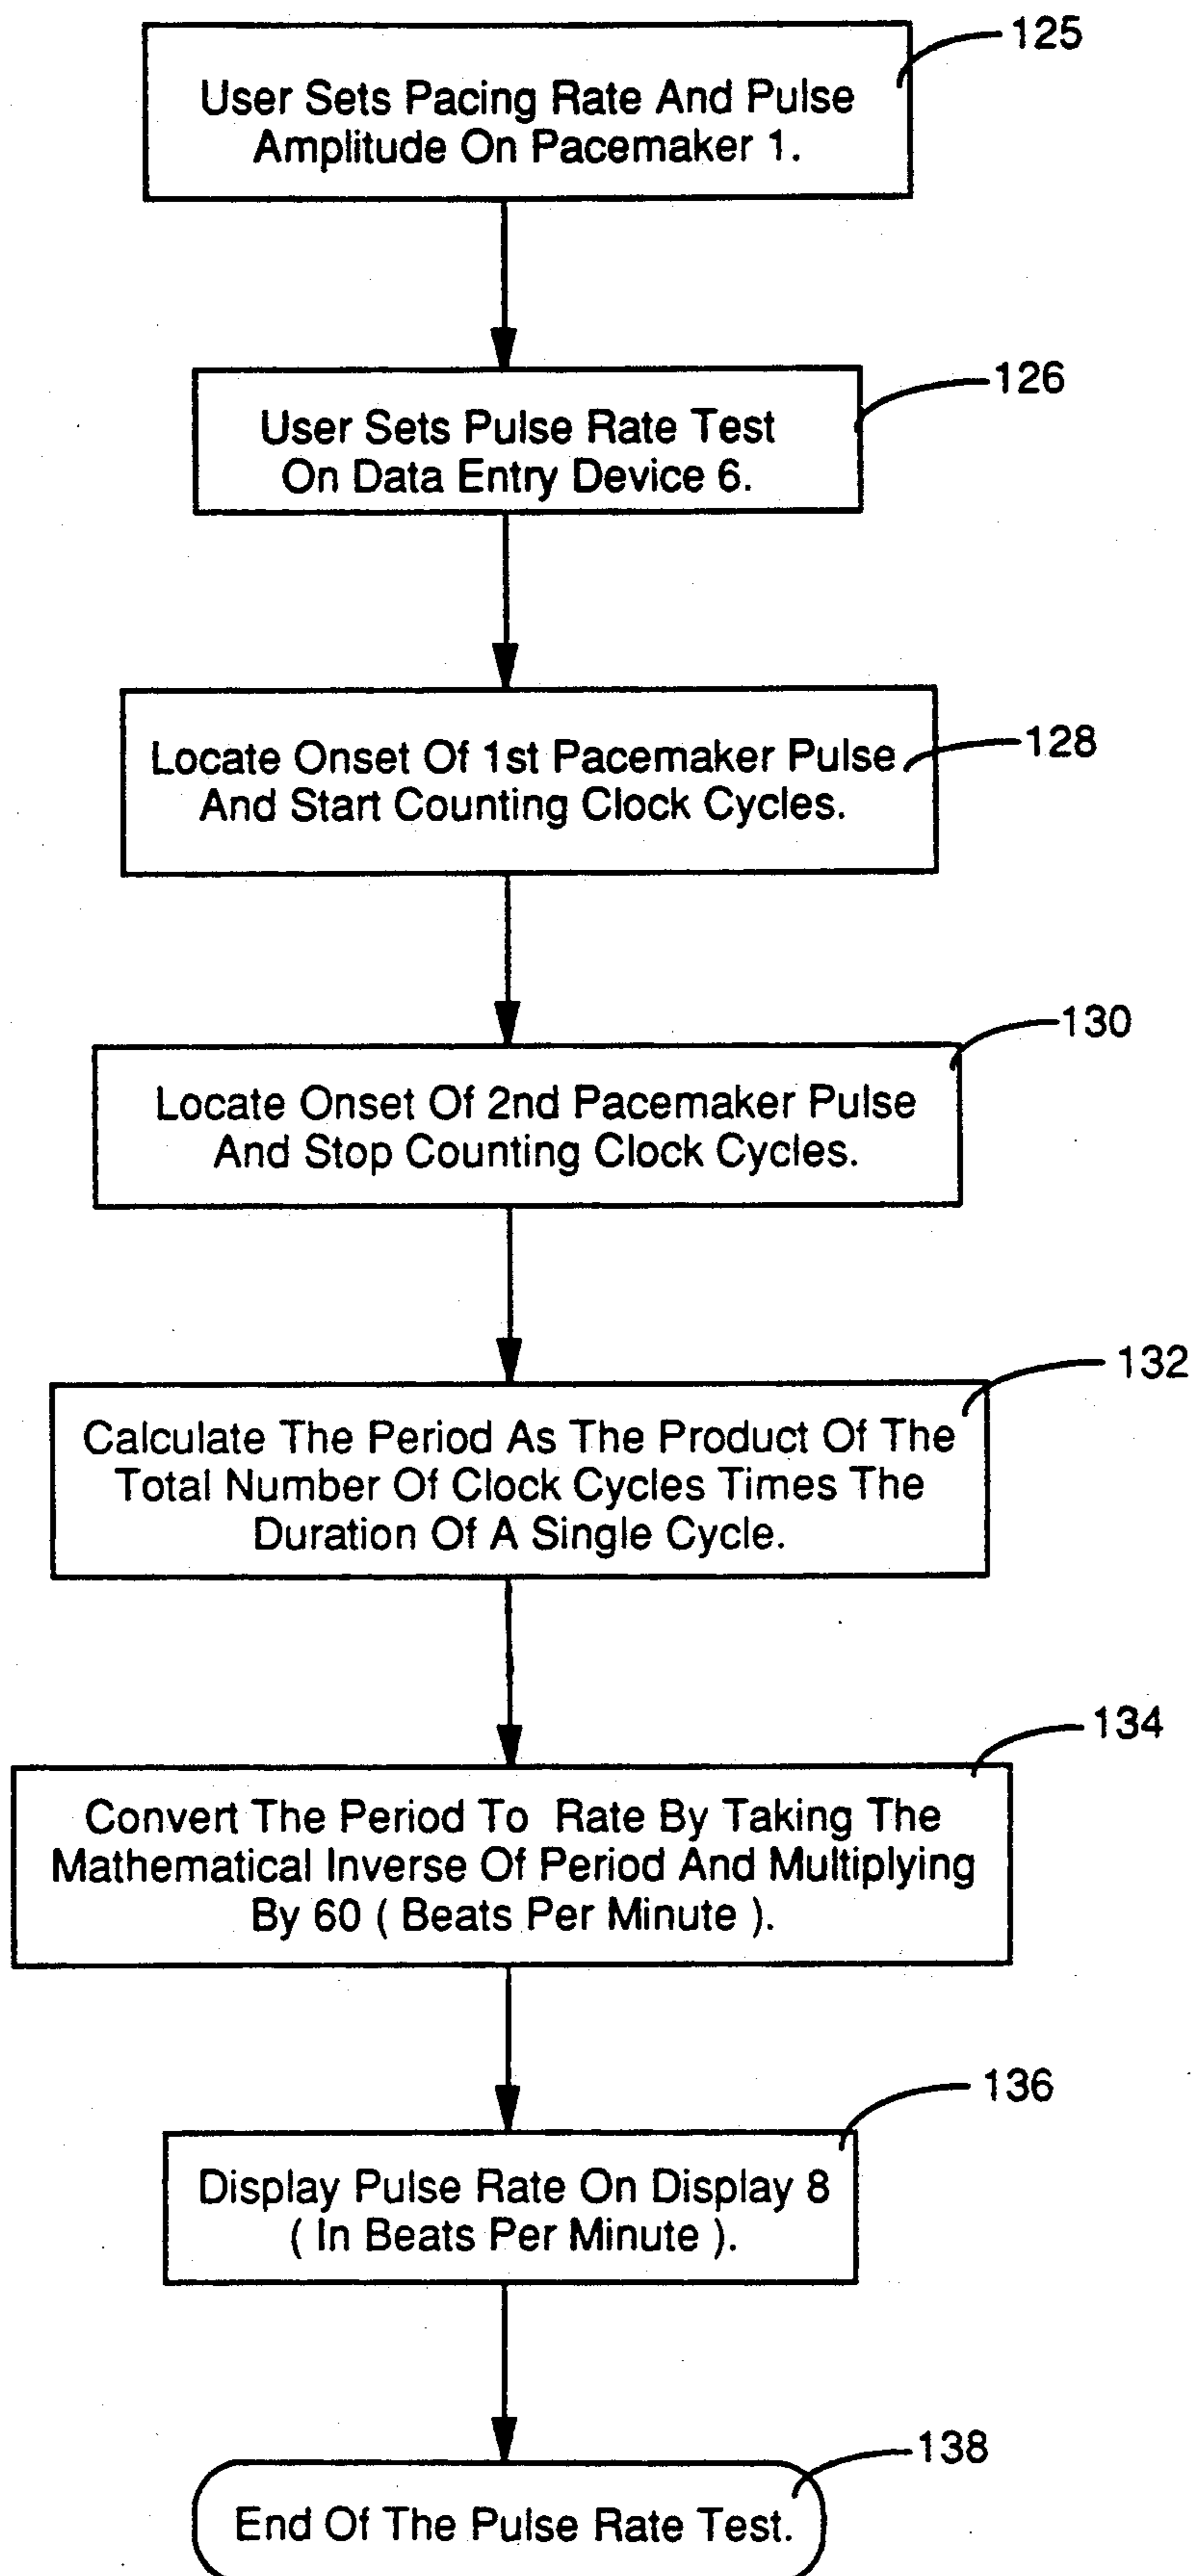 125
User Sets Pacing Rate And Pulse
Amplitude On Pacemaker 1.
126
User Sets Pulse Rate Test
On Data Entry Device 6.
128
Locate Onset Of 1st Pacemaker Pulse
And Start Counting Clock Cycles.
130
Locate Onset Of 2nd Pacemaker Pulse
And Stop Counting Clock Cycles.
132
Calculate The Period As The Product Of The
Total Number Of Clock Cycles Times The
Duration Of A Single Cycle.
134
Convert The Period To Rate By Taking The
Mathematical Inverse Of Period And Multiplying
By 60 ( Beats Per Minute ).
136
Display Pulse Rate On Display 8
( In Beats Per Minute ).
138
End Of The Pulse Rate Test.